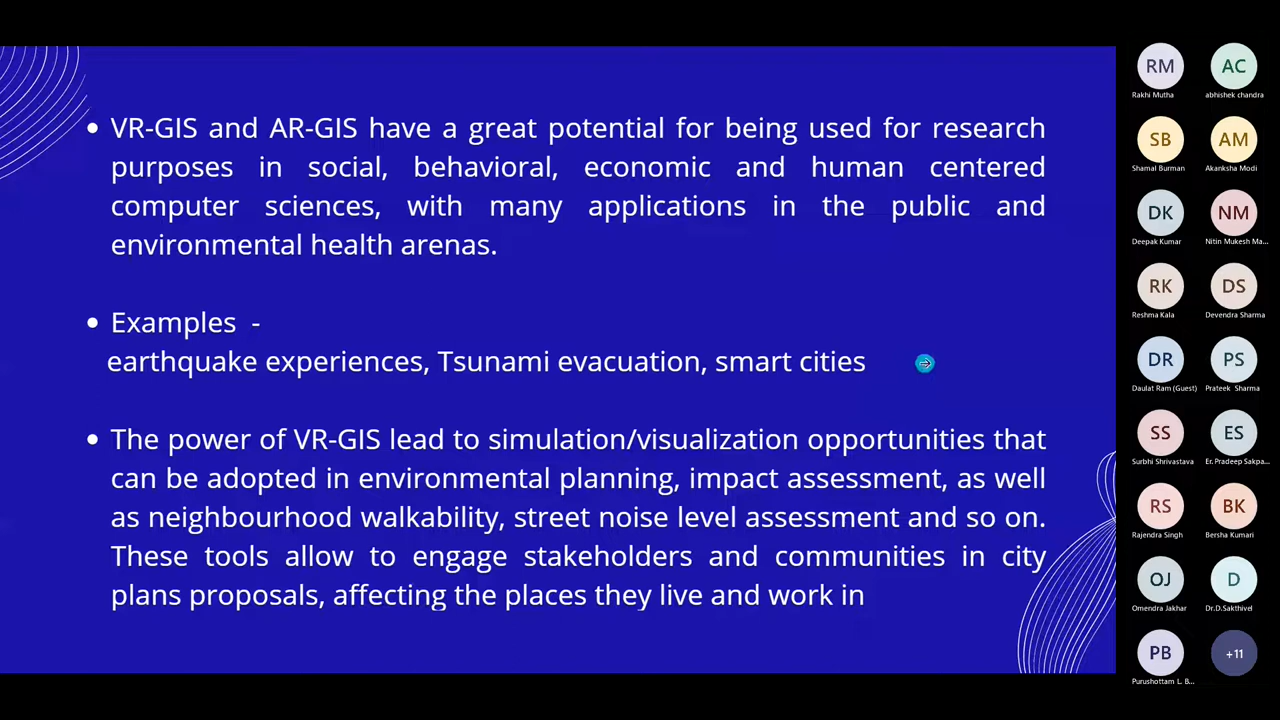 • VR-GIS and AR-GIS have a great potential for being used for research
purposes in social, behavioral, economic and human centered
computer sciences, with many applications in the public and
environmental health arenas.
• Examples -
earthquake experiences, Tsunami evacuation, smart cities
• The power of VR-GIS lead to simulation/visualization opportunities that
can be adopted in environmental planning, impact assessment, as well
as neighbourhood walkability, street noise level assessment and so on.
These tools allow to engage stakeholders and communities in city
plans proposals, affecting the places they live and work in
RM AC
Rakhi Mutha abhishek chandra
SB AM
Shamal Burman Akanksha Modi
DK NM
Deepak Kumar Nitin Mukesh Ma...
RK DS
Reshma Kala Devendra Sharma
DR PS
Daulat Ram (Guest) Prateek Sharma
SS ES
Surbhi Shrivastava Er. Pradeep Sakpa...
RS BK
Rajendra Singh Bersha Kumari
OJ D
Omendra Jakhar Dr.D.Sakthivel
PB +11
Purushottam L. B...